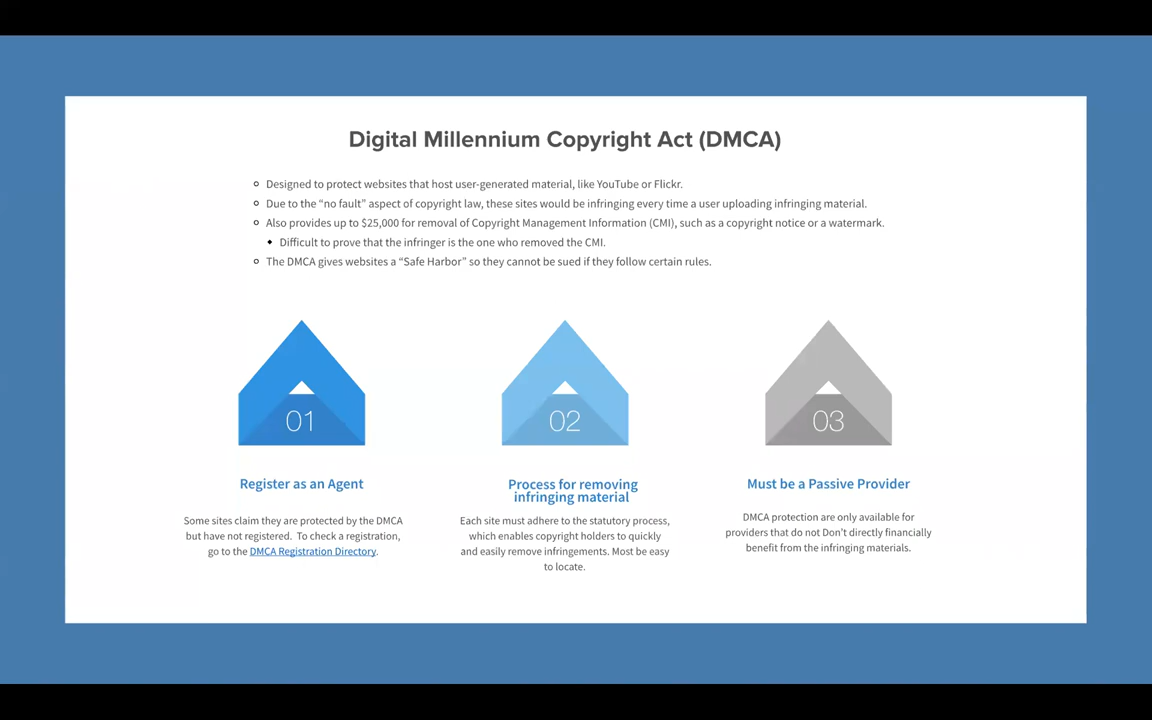 Digital Millennium Copyright Act (DMCA)
Designed to protect websites that host user-generated material, like YouTube or Flickr.
Due to the “no fault” aspect of copyright law, these sites would be infringing every time a user uploading infringing material.
Also provides up to $25,000 for removal of Copyright Management Information (CMI), such as a copyright notice or a watermark.
Difficult to prove that the infringer is the one who removed the CMI.
The DMCA gives websites a “Safe Harbor” so they cannot be sued if they follow certain rules.
01
Register as an Agent
Some sites claim they are protected by the DMCA
but have not registered. To check a registration,
go to the DMCA Registration Directory.
02
Process for removing
infringing material
Each site must adhere to the statutory process,
which enables copyright holders to quickly
and easily remove infringements. Most be easy
to locate.
03
Must be a Passive Provider
DMCA protection are only available for
providers that do not Don't directly financially
benefit from the infringing materials.